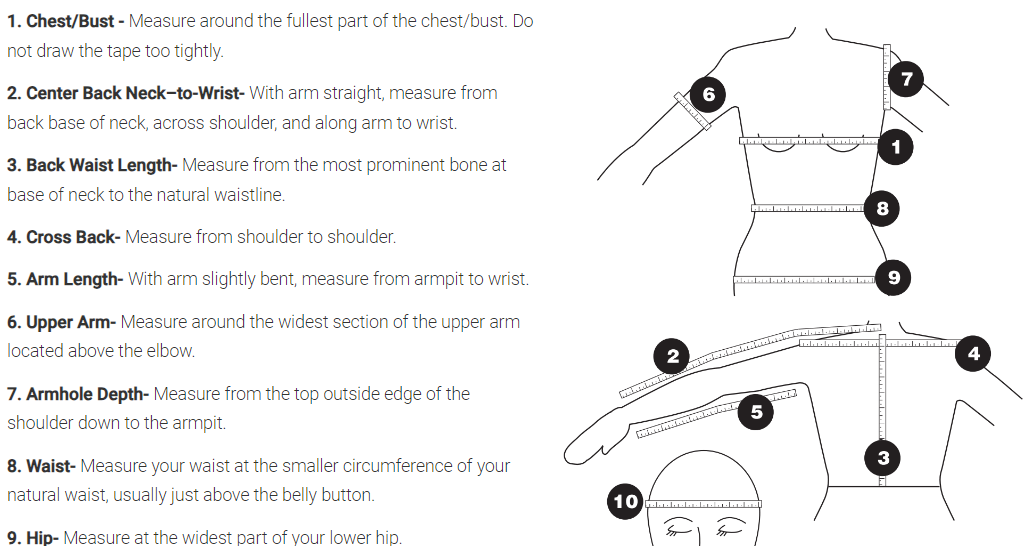 1. Chest/Bust - Measure around the fullest part of the chest/bust. Do
not draw the tape too tightly.
2. Center Back Neck–to-Wrist- With arm straight, measure from
back base of neck, across shoulder, and along arm to wrist.
3. Back Waist Length- Measure from the most prominent bone at
base of neck to the natural waistline.
4. Cross Back- Measure from shoulder to shoulder.
5. Arm Length- With arm slightly bent, measure from armpit to wrist.
6. Upper Arm- Measure around the widest section of the upper arm
located above the elbow.
7. Armhole Depth- Measure from the top outside edge of the
shoulder down to the armpit.
8. Waist- Measure your waist at the smaller circumference of your
natural waist, usually just above the belly button.
9. Hip- Measure at the widest part of your lower hip.
7
6
1
8
9
2
4
5
3
10